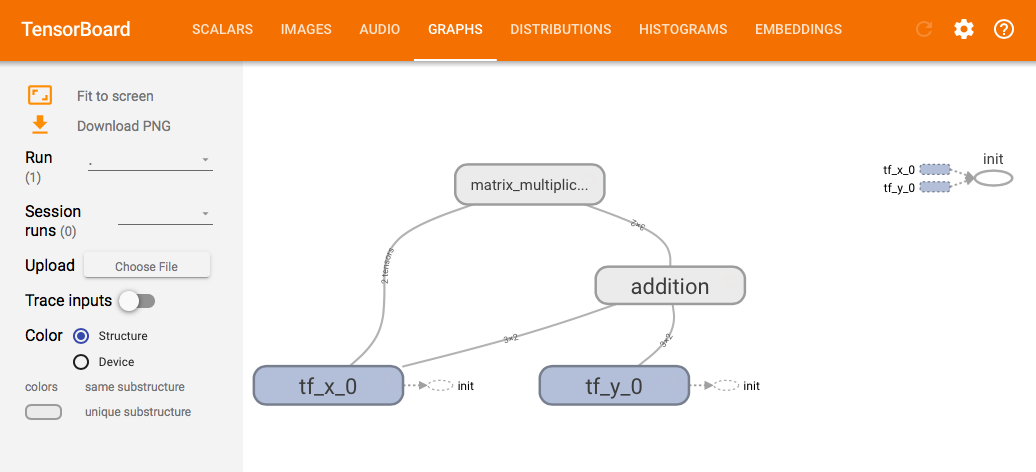 TensorBoard SCALARS IMAGES AUDIO GRAPHS DISTRIBUTIONS HISTOGRAMS EMBEDDINGS
Fit to screen
Download PNG
Run
(1)
.
Session
runs (0)
Upload Choose File
Trace inputs
Color Structure
Device
colors same substructure
unique substructure
matrix_multiplic...
3×2
2 tensors
addition
3×2
3×2
tf_x_0 init
tf_y_0 init
init
tf_x_0
tf_y_0